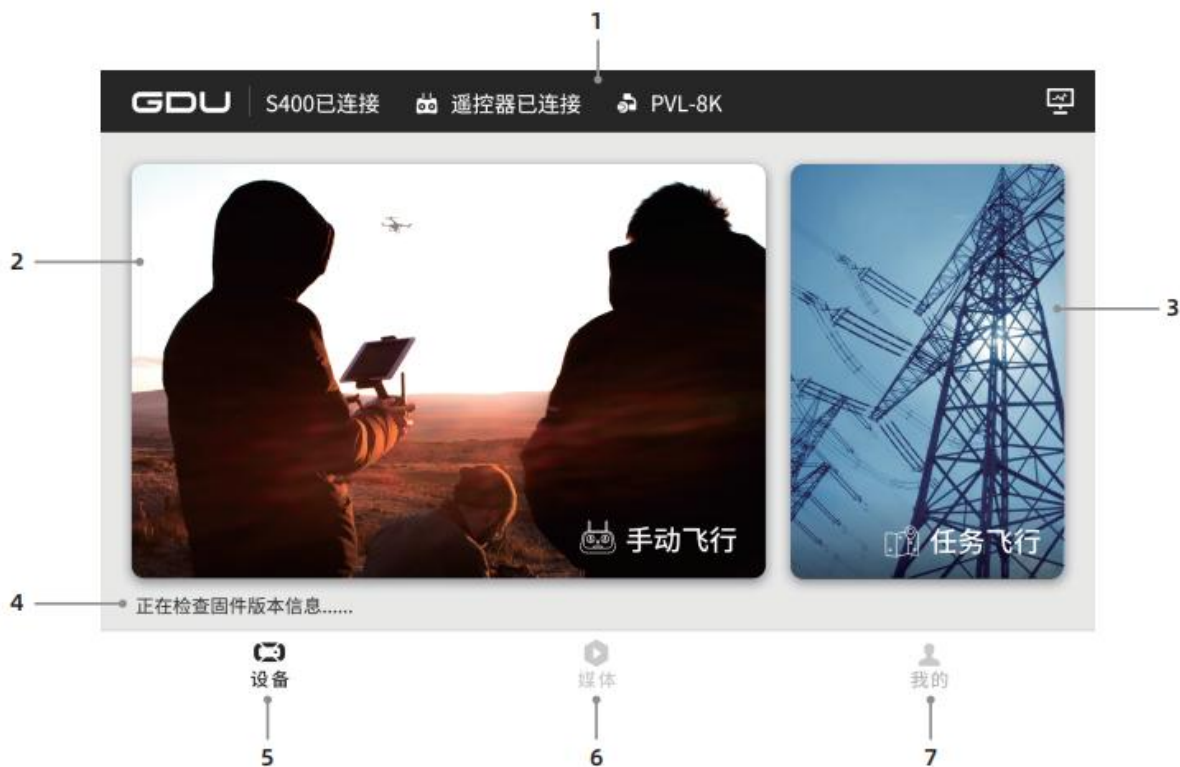 1
GDU S400已连接 遥控器已连接 PVL-8K
2
3
手动飞行
任务飞行
4
正在检查固件版本信息......
设备
媒体
我的
5
6
7